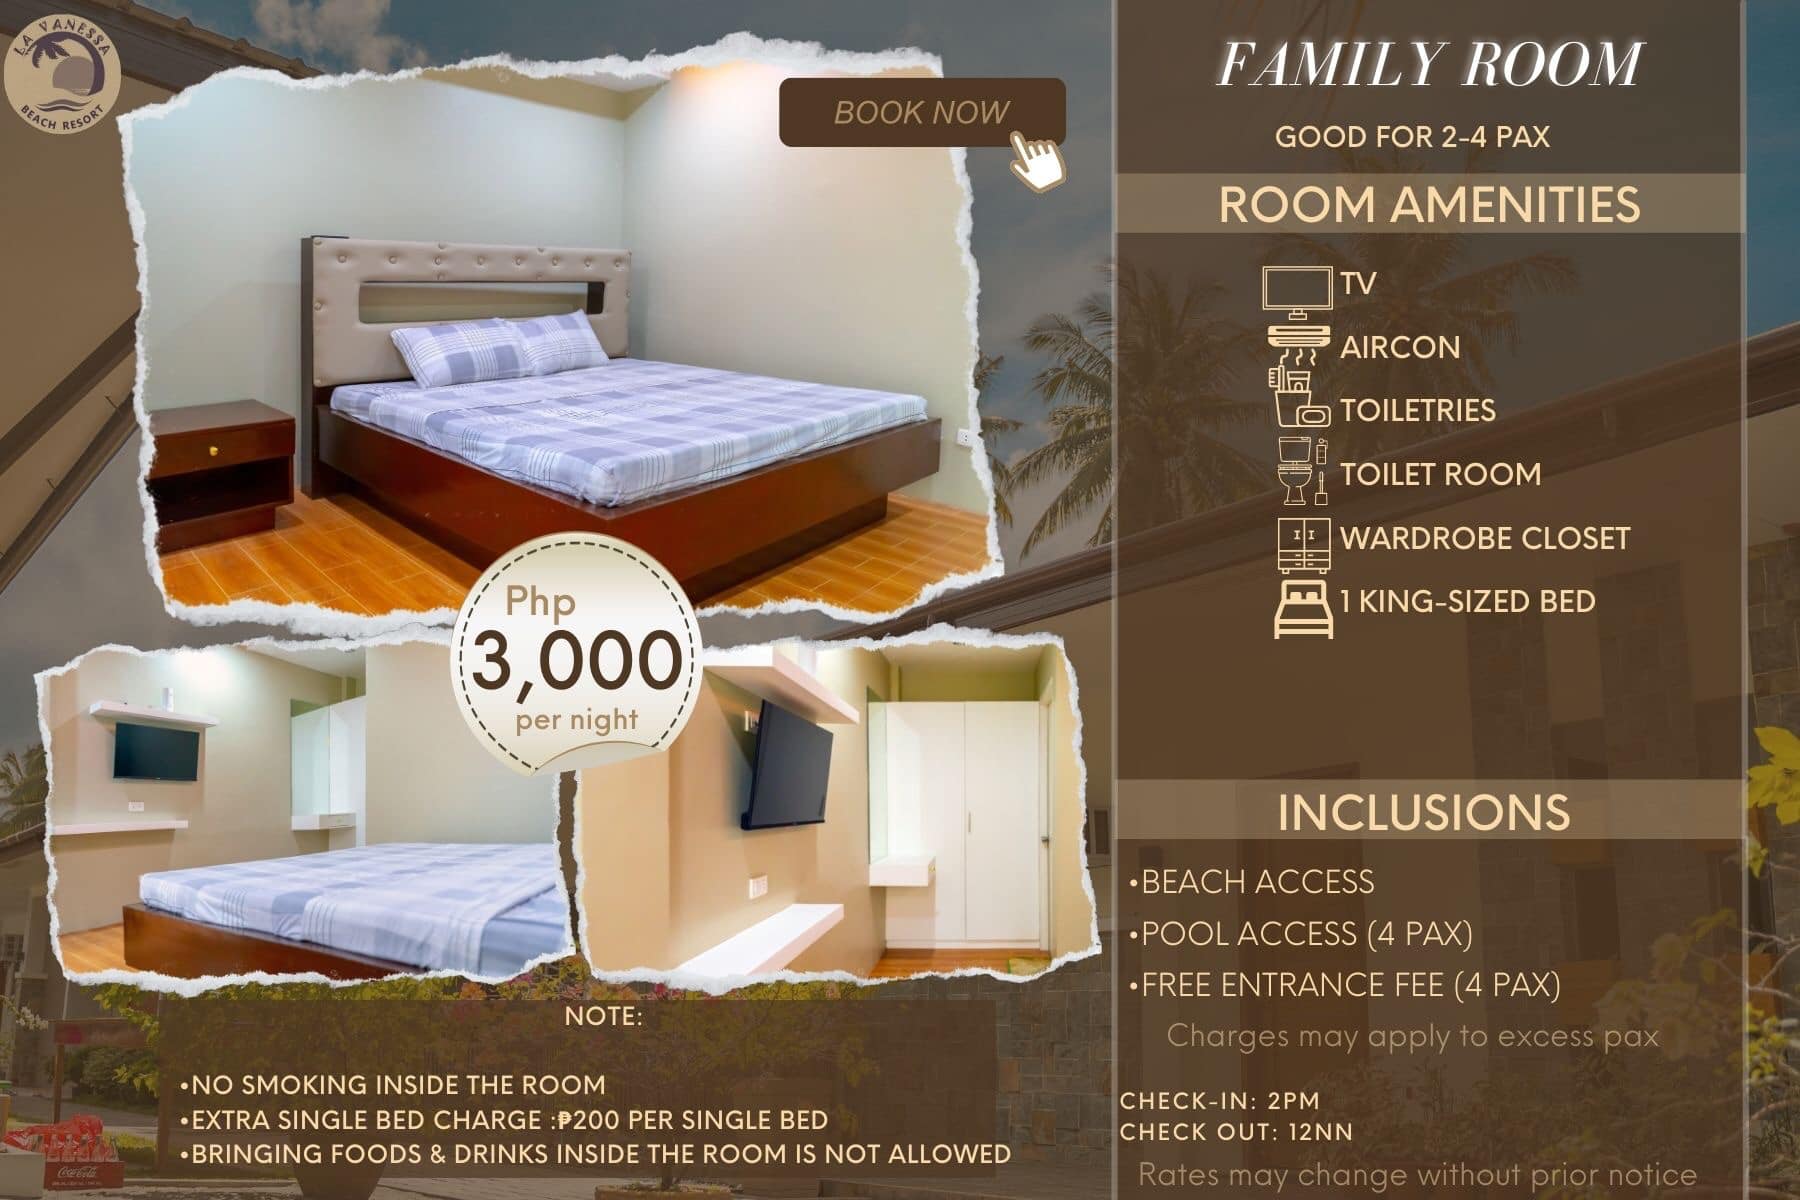 LA VANESSA
BEACH RESORT
BOOK NOW
Php
3,000
per night
NOTE:
•NO SMOKING INSIDE THE ROOM
•EXTRA SINGLE BED CHARGE :₱200 PER SINGLE BED
•BRINGING FOODS & DRINKS INSIDE THE ROOM IS NOT ALLOWED
Coca-Cola
FAMILY ROOM
GOOD FOR 2-4 PAX
ROOM AMENITIES
TV
AIRCON
TOILETRIES
TOILET ROOM
WARDROBE CLOSET
1 KING-SIZED BED
INCLUSIONS
•BEACH ACCESS
•POOL ACCESS (4 PAX)
•FREE ENTRANCE FEE (4 PAX)
Charges may apply to excess pax
CHECK-IN: 2PM
CHECK OUT: 12NN
Rates may change without prior notice